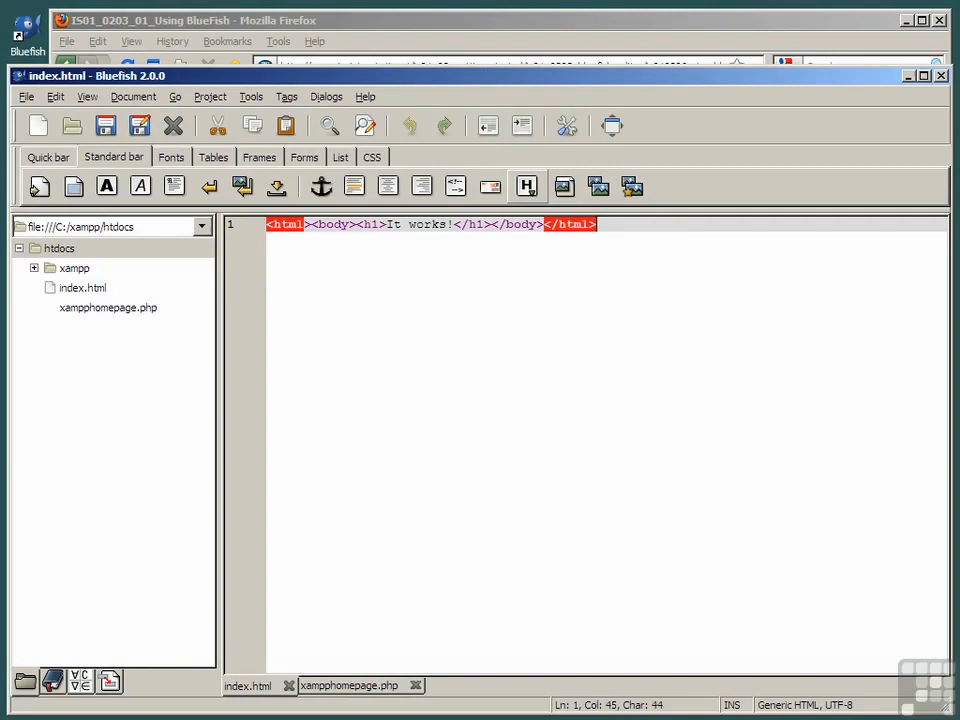 IS01_0203_01_Using BlueFish - Mozilla Firefox
Bluefish
File Edit View History Bookmarks Tools Help
index.html - Bluefish 2.0.0
File Edit View Document Go Project Tools Tags Dialogs Help
Quick bar Standard bar Fonts Tables Frames Forms List CSS
file:///C:/xampp/htdocs
1 <html><body><h1>It works!</h1></body></html>
htdocs
xampp
index.html
xampphomepage.php
index.html xampphomepage.php
Ln: 1, Col: 45, Char: 44 INS Generic HTML, UTF-8